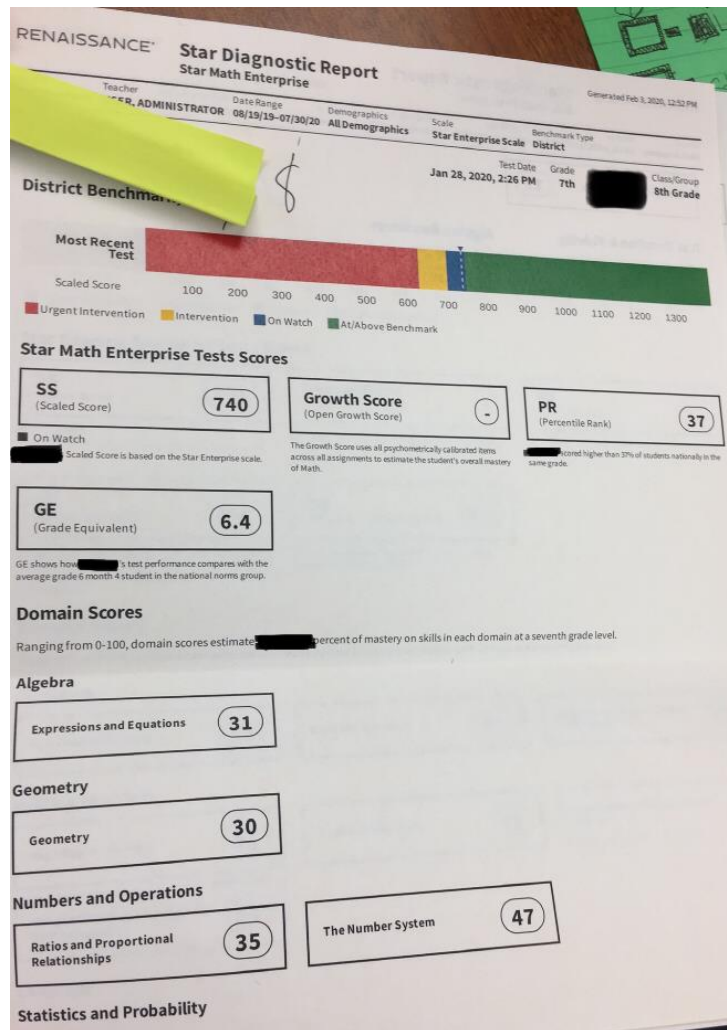 RENAISSANCE
Star Diagnostic Report
Star Math Enterprise
Generated Feb 3, 2020, 12:52 PM
Teacher
ER, ADMINISTRATOR
Date Range
08/19/19-07/30/20
Demographics
All Demographics
Scale
Star Enterprise Scale
Benchmark Type
District
8
Test Date
Jan 28, 2020, 2:26 PM
Grade
7th
Class/Group
8th Grade
District Benchmar
Most Recent
Test
Scaled Score
100 200 300 400 500 600 700 800 900 1000 1100 1200 1300
Urgent Intervention Intervention On Watch At/Above Benchmark
Star Math Enterprise Tests Scores
SS
(Scaled Score)
740
On Watch
Scaled Score is based on the Star Enterprise scale.
Growth Score
(Open Growth Score)
-
The Growth Score uses all psychometrically calibrated items
across all assignments to estimate the student's overall mastery
of Math.
PR
(Percentile Rank)
37
scored higher than 37% of students nationally in the
same grade.
GE
(Grade Equivalent)
6.4
GE shows how 's test performance compares with the
average grade 6 month 4 student in the national norms group.
Domain Scores
Ranging from 0-100, domain scores estimate percent of mastery on skills in each domain at a seventh grade level.
Algebra
Expressions and Equations 31
Geometry
Geometry 30
Numbers and Operations
Ratios and Proportional
Relationships
35
The Number System 47
Statistics and Probability